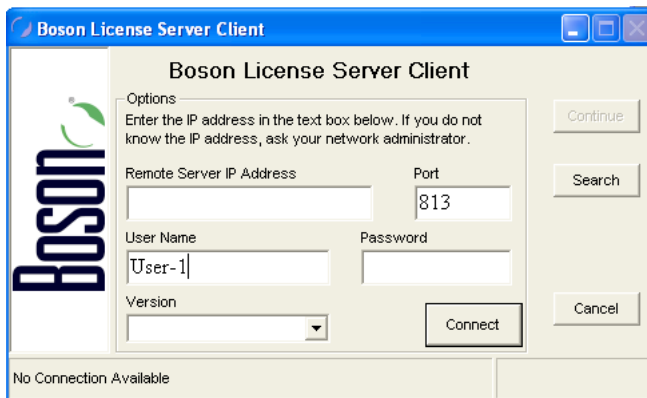 Boson License Server Client
Boson License Server Client
Boson
Options
Enter the IP address in the text box below. If you do not
know the IP address, ask your network administrator.
Continue
Remote Server IP Address Port
Search
813
User Name Password
User-1
Version
Cancel
Connect
No Connection Available